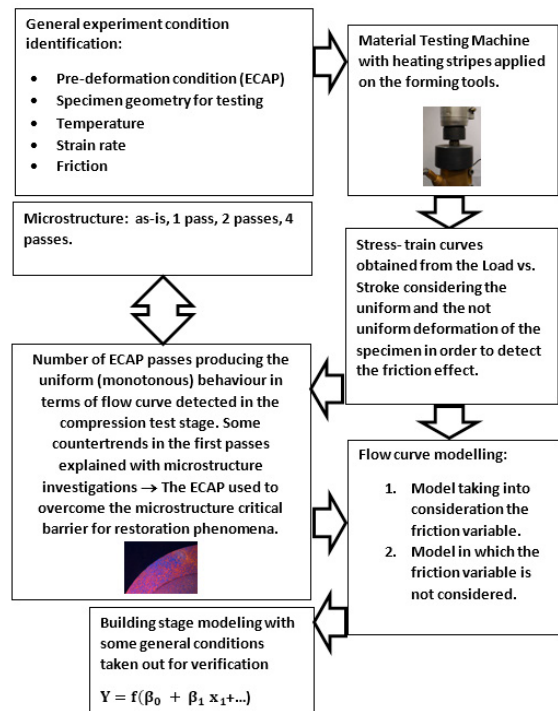 General experiment condition
identification:
• Pre-deformation condition (ECAP)
• Specimen geometry for testing
• Temperature
• Strain rate
• Friction
Material Testing Machine
with heating stripes applied
on the forming tools.
Microstructure: as-is, 1 pass, 2 passes, 4
passes.
Stress- train curves
obtained from the Load vs.
Stroke considering the
uniform and the not
uniform deformation of the
specimen in order to detect
the friction effect.
Number of ECAP passes producing the
uniform (monotonous) behaviour in
terms of flow curve detected in the
compression test stage. Some
countertrends in the first passes
explained with microstructure
investigations → The ECAP used to
overcome the microstructure critical
barrier for restoration phenomena.
Flow curve modelling:
1. Model taking into
consideration the
friction variable.
2. Model in which the
friction variable is
not considered.
Building stage modeling with
some general conditions
taken out for verification
Y = f(β₀ + β₁ x₁+...)